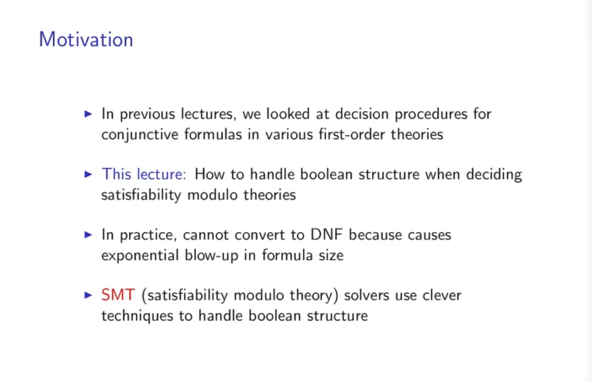 Motivation
▶ In previous lectures, we looked at decision procedures for
conjunctive formulas in various first-order theories
▶ This lecture: How to handle boolean structure when deciding
satisfiability modulo theories
▶ In practice, cannot convert to DNF because causes
exponential blow-up in formula size
▶ SMT (satisfiability modulo theory) solvers use clever
techniques to handle boolean structure